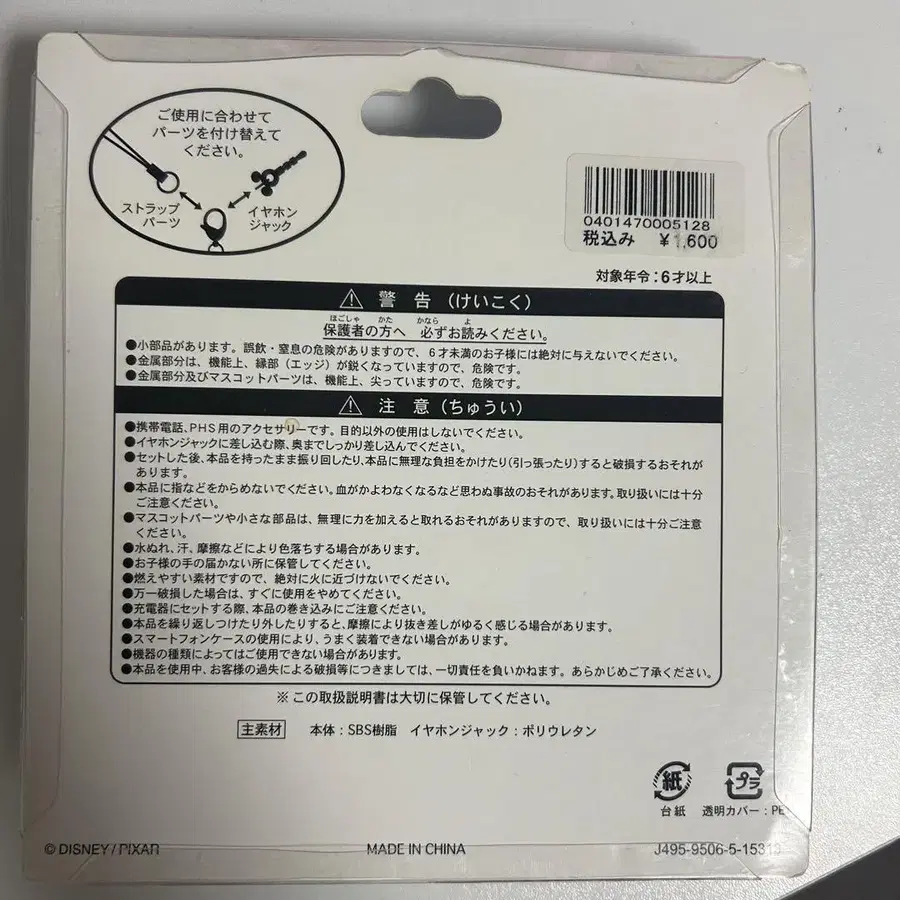 ご使用に合わせて
パーツを付け替えて
ください。
ストラップ
パーツ
イヤホン
ジャック
0401470005128
税込み ¥1,600
対象年令:6才以上
⚠ 警告(けいこく)
保護者の方へ 必ずお読みください。
●小部品があります。誤飲・窒息の危険がありますので、6才未満のお子様には絶対に与えないでください。
●金属部分は、機能上、縁部(エッジ)が鋭くなっていますので、危険です。
●金属部分及びマスコットパーツは、機能上、尖っていますので、危険です。
⚠ 注意(ちゅうい)
●携帯電話、PHS用のアクセサリーです。目的以外の使用はしないでください。
●イヤホンジャックに差し込む際、奥までしっかり差し込んでください。
●セットした後、本品を持ったまま振り回したり、本品に無理な負担をかけたり(引っ張ったり)すると破損するおそれが
あります。
●本品に指などをからめないでください。血がかよわなくなるなど思わぬ事故のおそれがあります。取り扱いには十分
ご注意ください。
●マスコットパーツや小さな部品は、無理に力を加えると取れるおそれがありますので、取り扱いには十分ご注意
ください。
●水ぬれ、汗、摩擦などにより色落ちする場合があります。
●お子様の手の届かない所に保管してください。
●燃えやすい素材ですので、絶対に火に近づけないでください。
●万一破損した場合は、すぐに使用をやめてください。
●充電器にセットする際、本品の巻き込みにご注意ください。
●本品を繰り返しつけたり外したりすると、摩擦により抜き差しがゆるく感じる場合があります。
●スマートフォンケースの使用により、うまく装着できない場合があります。
●機器の種類によってはご使用できない場合があります。
●本品を使用中、お客様の過失による破損等につきましては、一切責任を負いかねます。あらかじめご了承ください。
※この取扱説明書は大切に保管してください。
主素材 本体:SBS樹脂 イヤホンジャック:ポリウレタン
紙 プラ
台紙 透明カバー:PE
© DISNEY / PIXAR MADE IN CHINA J495-9506-5-1531